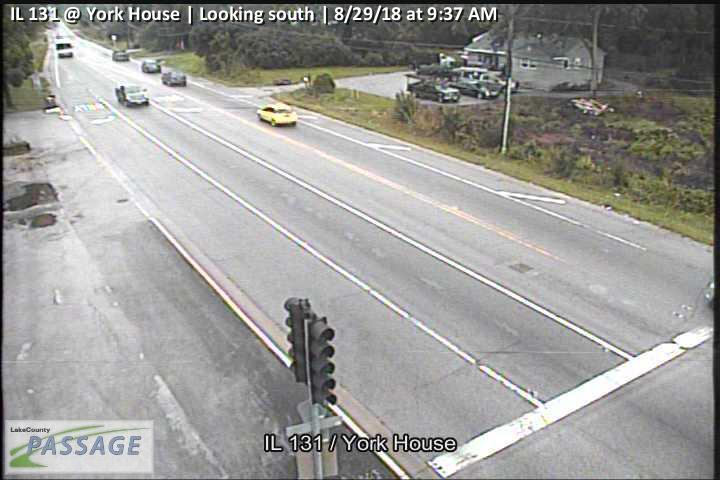 IL 131 @ York House | Looking south | 8/29/18 at 9:37 AM
LakeCounty
PASSAGE
IL 131 / York House